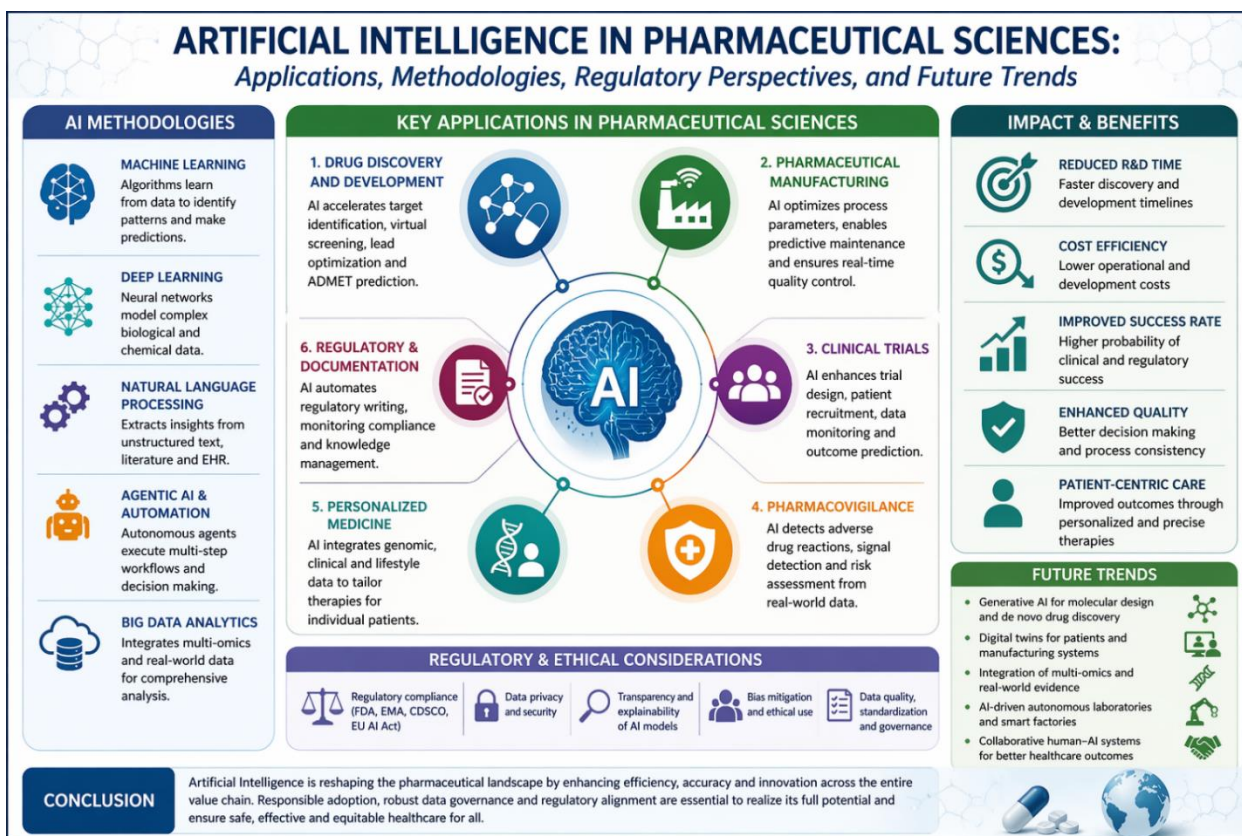 ARTIFICIAL INTELLIGENCE IN PHARMACEUTICAL SCIENCES:
Applications, Methodologies, Regulatory Perspectives, and Future Trends
AI METHODOLOGIES
MACHINE LEARNING
Algorithms learn
from data to identify
patterns and make
predictions.
DEEP LEARNING
Neural networks
model complex
biological and
chemical data.
NATURAL LANGUAGE
PROCESSING
Extracts insights from
unstructured text,
literature and EHR.
AGENTIC AI &
AUTOMATION
Autonomous agents
execute multi-step
workflows and
decision making.
BIG DATA ANALYTICS
Integrates multi-omics
and real-world data
for comprehensive
analysis.
KEY APPLICATIONS IN PHARMACEUTICAL SCIENCES
1. DRUG DISCOVERY
AND DEVELOPMENT
AI accelerates target
identification, virtual
screening, lead
optimization and
ADMET prediction.
2. PHARMACEUTICAL
MANUFACTURING
AI optimizes process
parameters, enables
predictive maintenance
and ensures real-time
quality control.
6. REGULATORY &
DOCUMENTATION
AI automates
regulatory writing,
monitoring compliance
and knowledge
management.
AI
3. CLINICAL TRIALS
AI enhances trial
design, patient
recruitment, data
monitoring and
outcome prediction.
5. PERSONALIZED
MEDICINE
AI integrates genomic,
clinical and lifestyle
data to tailor
therapies for
individual patients.
4. PHARMACOVIGILANCE
AI detects adverse
drug reactions, signal
detection and risk
assessment from
real-world data.
REGULATORY & ETHICAL CONSIDERATIONS
Regulatory compliance
(FDA, EMA, CDSCO,
EU AI Act)
Data privacy
and security
Transparency and
explainability
of AI models
Bias mitigation
and ethical use
Data quality,
standardization
and governance
IMPACT & BENEFITS
REDUCED R&D TIME
Faster discovery and
development timelines
$
COST EFFICIENCY
Lower operational and
development costs
IMPROVED SUCCESS RATE
Higher probability of
clinical and regulatory
success
ENHANCED QUALITY
Better decision making
and process consistency
PATIENT-CENTRIC CARE
Improved outcomes through
personalized and precise
therapies
FUTURE TRENDS
• Generative AI for molecular design
and de novo drug discovery
• Digital twins for patients and
manufacturing systems
• Integration of multi-omics and
real-world evidence
• AI-driven autonomous laboratories
and smart factories
• Collaborative human–AI systems
for better healthcare outcomes
CONCLUSION
Artificial Intelligence is reshaping the pharmaceutical landscape by enhancing efficiency, accuracy and innovation across the entire
value chain. Responsible adoption, robust data governance and regulatory alignment are essential to realize its full potential and
ensure safe, effective and equitable healthcare for all.